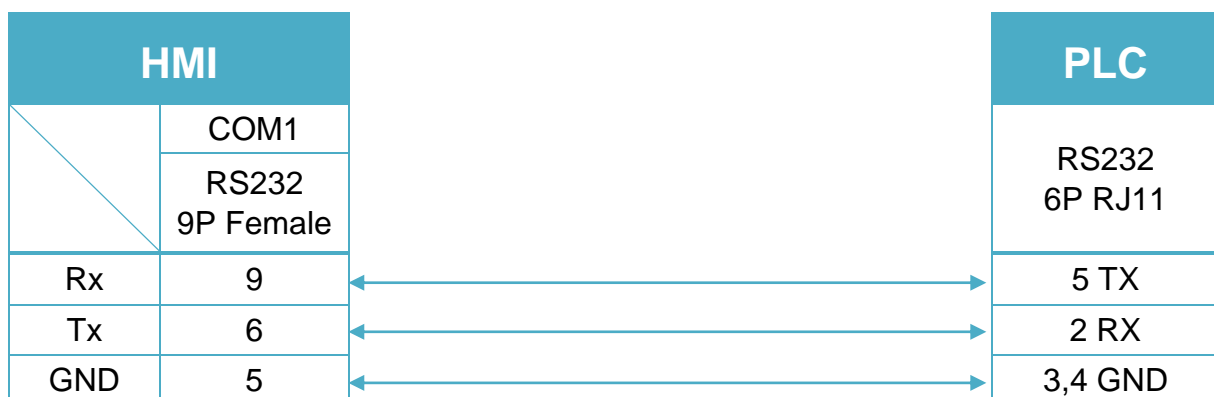 HMI
PLC
COM1
RS232
9P Female
RS232
6P RJ11
Rx 9 5 TX
Tx 6 2 RX
GND 5 3,4 GND